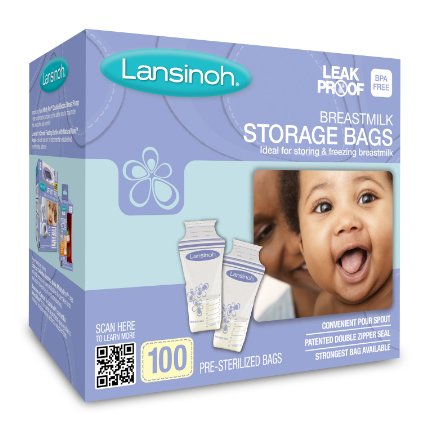 Lansinoh®
LEAK
PROOF
BPA
FREE
BREASTMILK
STORAGE BAGS
Ideal for storing & freezing breastmilk
Lansinoh
Lansinoh
SCAN HERE
TO LEARN MORE
100
PRE-STERILIZED BAGS
CONVENIENT POUR SPOUT
PATENTED DOUBLE ZIPPER SEAL
STRONGEST BAG AVAILABLE